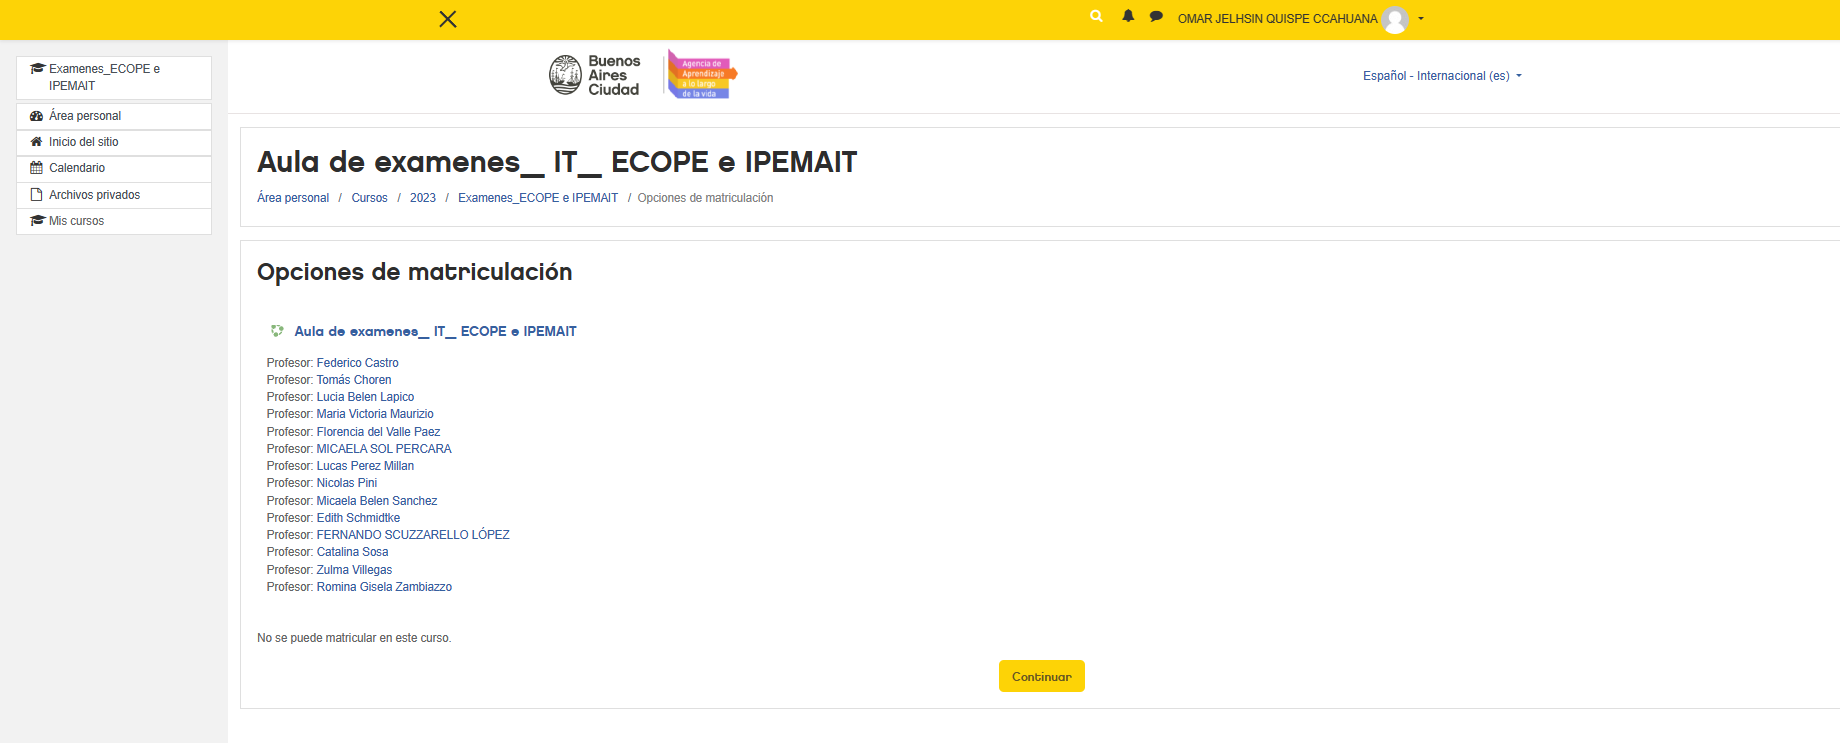 OMAR JELHSIN QUISPE CCAHUANA
Examenes_ECOPE e
IPEMAIT
Área personal
Inicio del sitio
Calendario
Archivos privados
Mis cursos
Buenos
Aires
Ciudad
Agencia de
Aprendizaje
a lo largo
de la vida
Español - Internacional (es)
Aula de examenes_ IT_ ECOPE e IPEMAIT
Área personal / Cursos / 2023 / Examenes_ECOPE e IPEMAIT / Opciones de matriculación
Opciones de matriculación
Aula de examenes_ IT_ ECOPE e IPEMAIT
Profesor: Federico Castro
Profesor: Tomás Choren
Profesor: Lucia Belen Lapico
Profesor: Maria Victoria Maurizio
Profesor: Florencia del Valle Paez
Profesor: MICAELA SOL PERCARA
Profesor: Lucas Perez Millan
Profesor: Nicolas Pini
Profesor: Micaela Belen Sanchez
Profesor: Edith Schmidtke
Profesor: FERNANDO SCUZZARELLO LÓPEZ
Profesor: Catalina Sosa
Profesor: Zulma Villegas
Profesor: Romina Gisela Zambiazzo
No se puede matricular en este curso.
Continuar